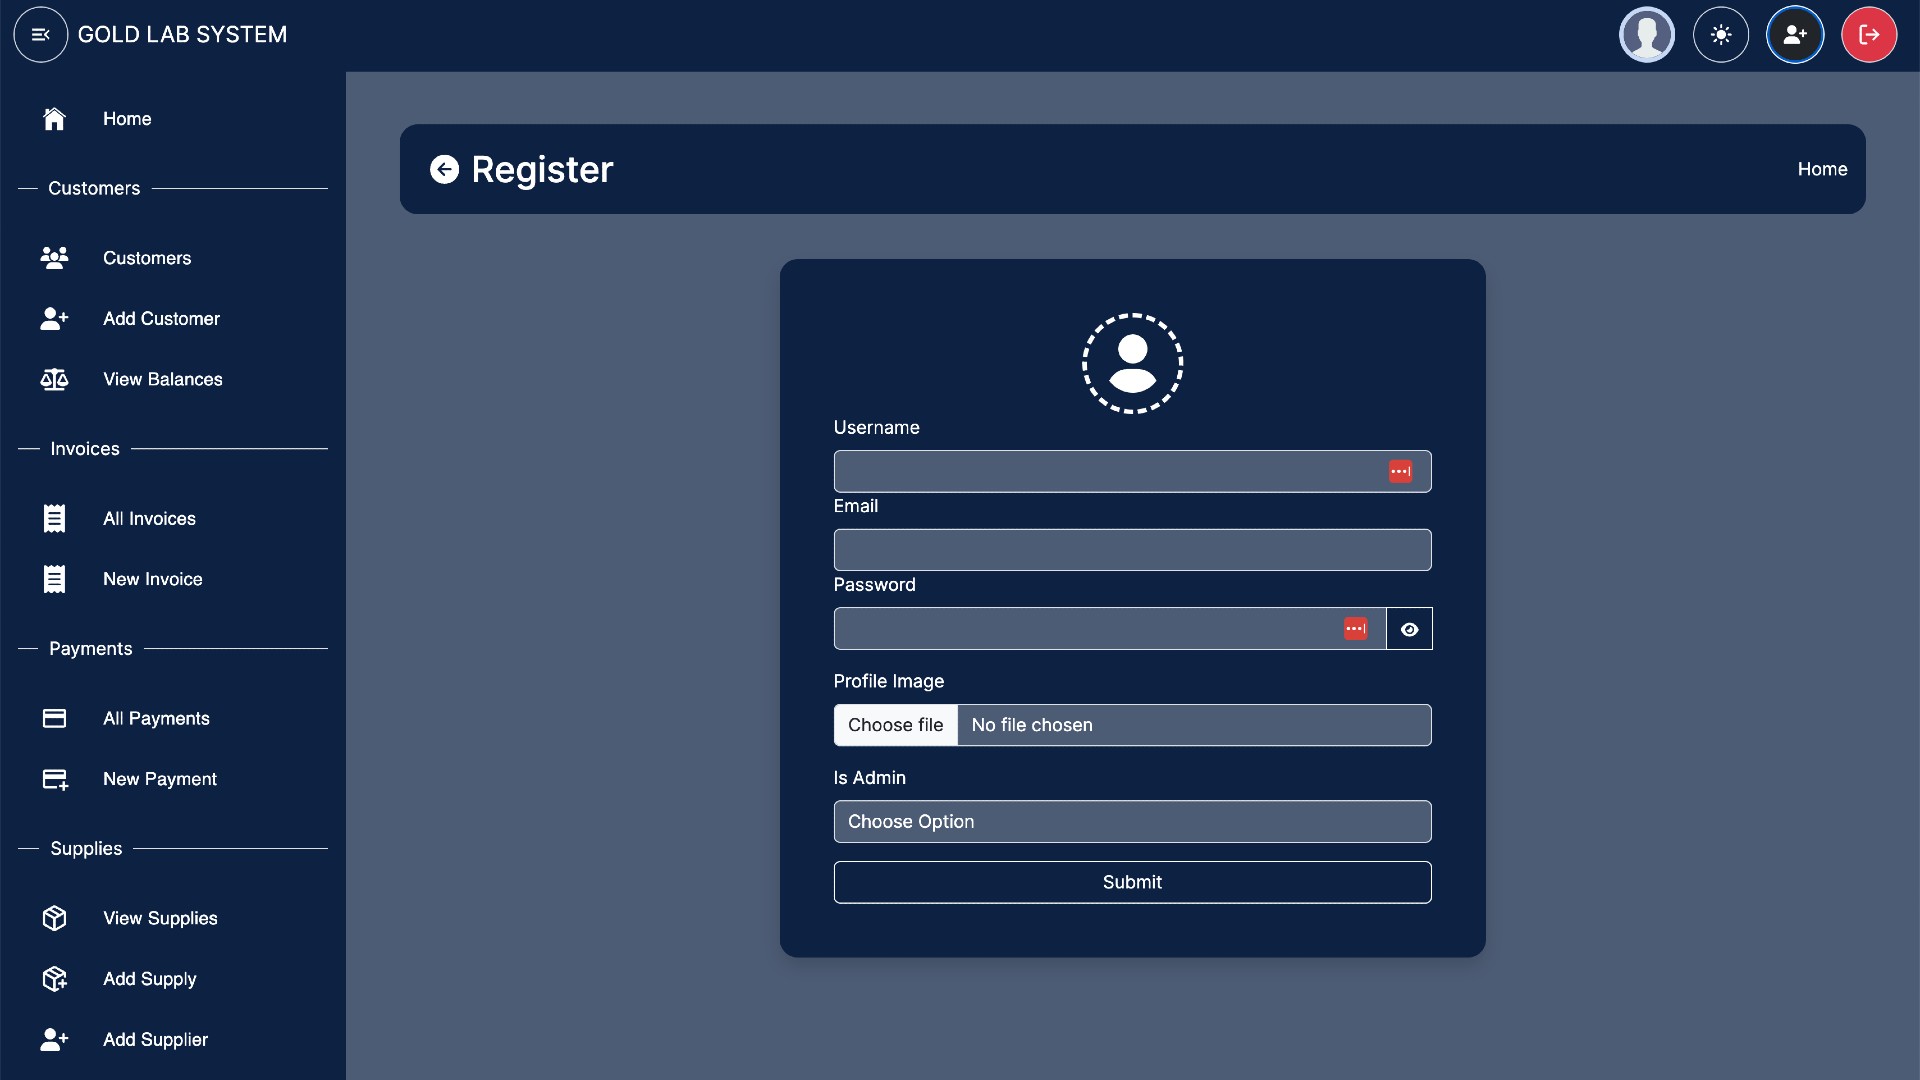 GOLD LAB SYSTEM
Home
Customers
Customers
Add Customer
View Balances
Invoices
All Invoices
New Invoice
Payments
All Payments
New Payment
Supplies
View Supplies
Add Supply
Add Supplier
Register
Home
Username
Email
Password
Profile Image
Choose file No file chosen
Is Admin
Choose Option
Submit